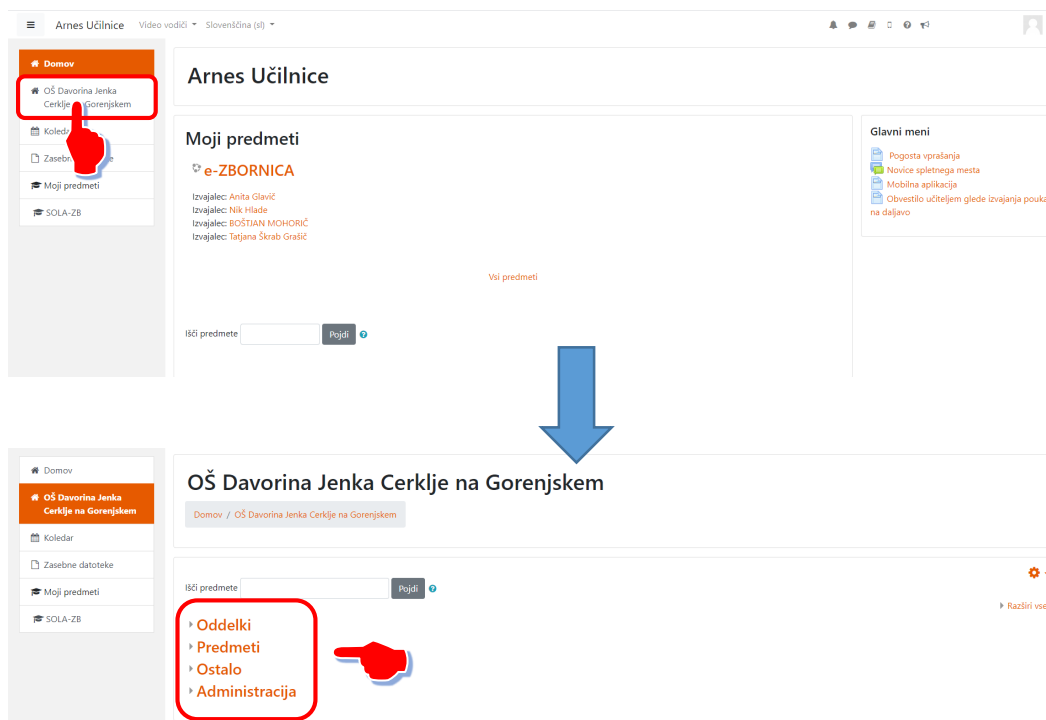 Arnes Učilnice Video vodiči Slovenščina (sl)
Domov
OŠ Davorina Jenka
Cerklje Gorenjskem
Moji predmeti
SOLA-ZB
Arnes Učilnice
Moji predmeti
e-ZBORNICA
Izvajalec: Anita Glavič
Izvajalec: Nik Hlade
Izvajalec: BOŠTJAN MOHORIČ
Izvajalec: Tatjana Škrab Grašič
Vsi predmeti
Išči predmete Pojdi
Glavni meni
Pogosta vprašanja
Novice spletnega mesta
Mobilna aplikacija
Obvestilo učiteljem glede izvajanja pouka
na daljavo
Domov
OŠ Davorina Jenka
Cerklje na Gorenjskem
Koledar
Zasebne datoteke
Moji predmeti
SOLA-ZB
OŠ Davorina Jenka Cerklje na Gorenjskem
Domov / OŠ Davorina Jenka Cerklje na Gorenjskem
Išči predmete Pojdi
Razširi vse
Oddelki
Predmeti
Ostalo
Administracija